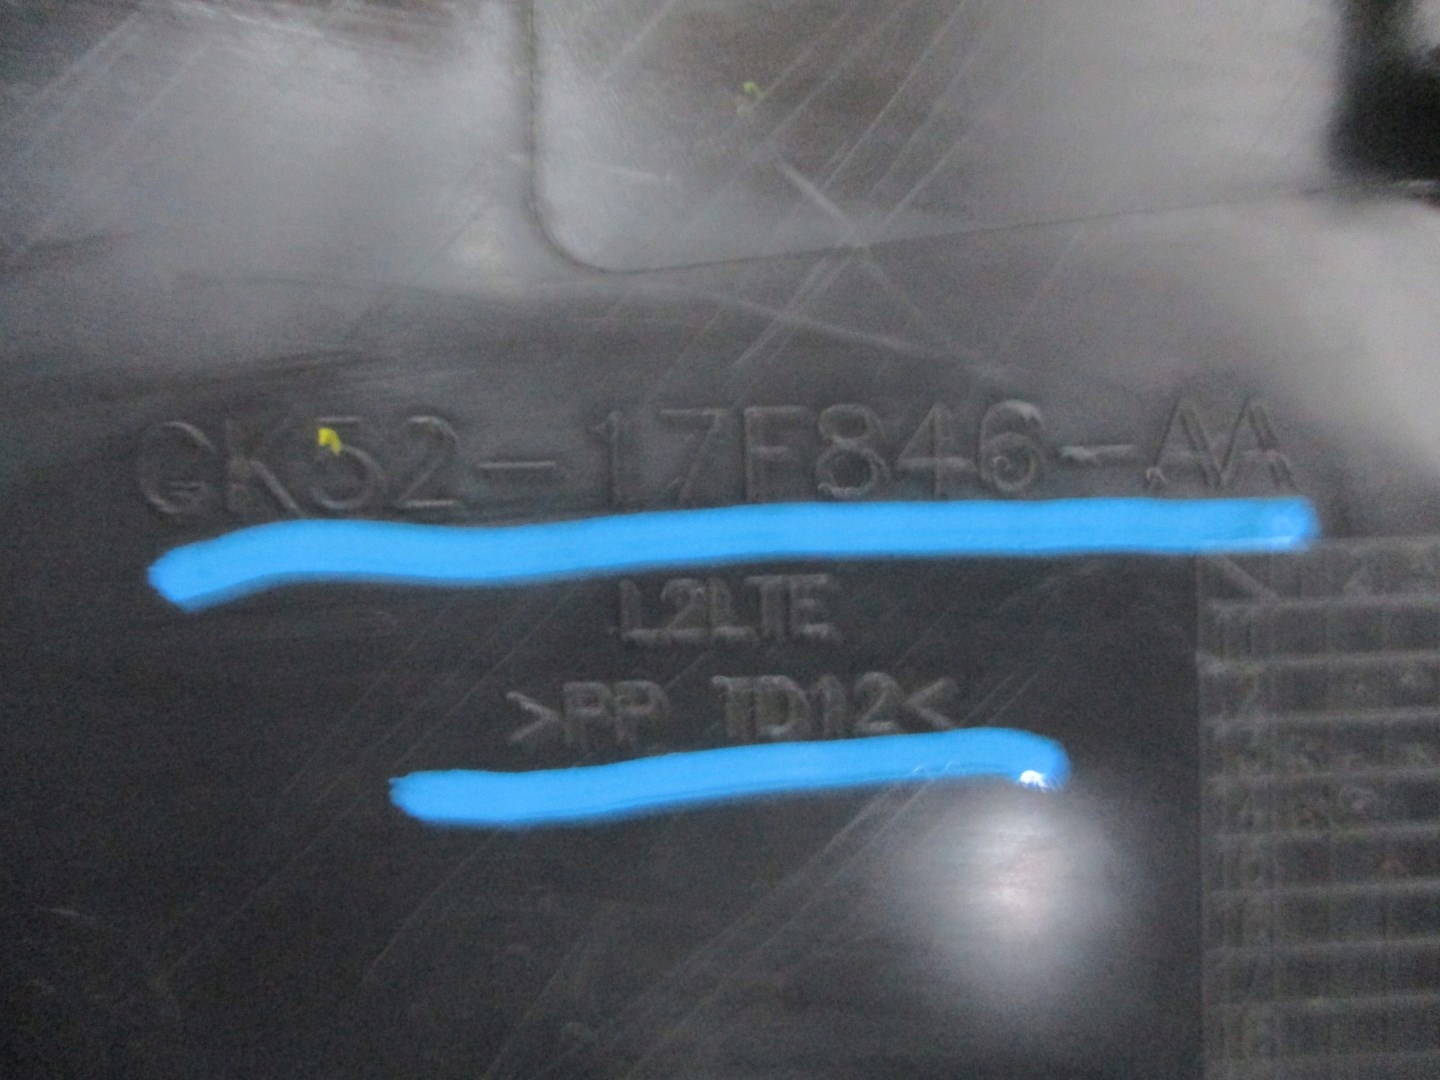 GK52-17F846-AA
L2LTE
>PP TD12<